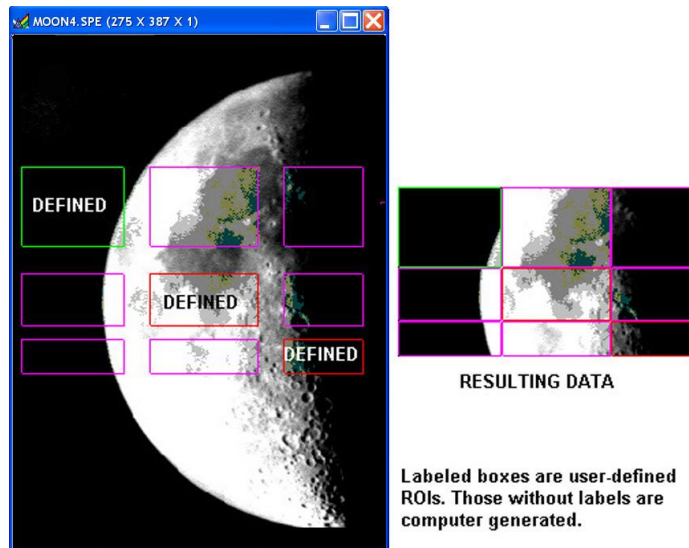 MOON4.SPE (275 X 387 X 1)
DEFINED
DEFINED
DEFINED
RESULTING DATA
Labeled boxes are user-defined
ROIs. Those without labels are
computer generated.